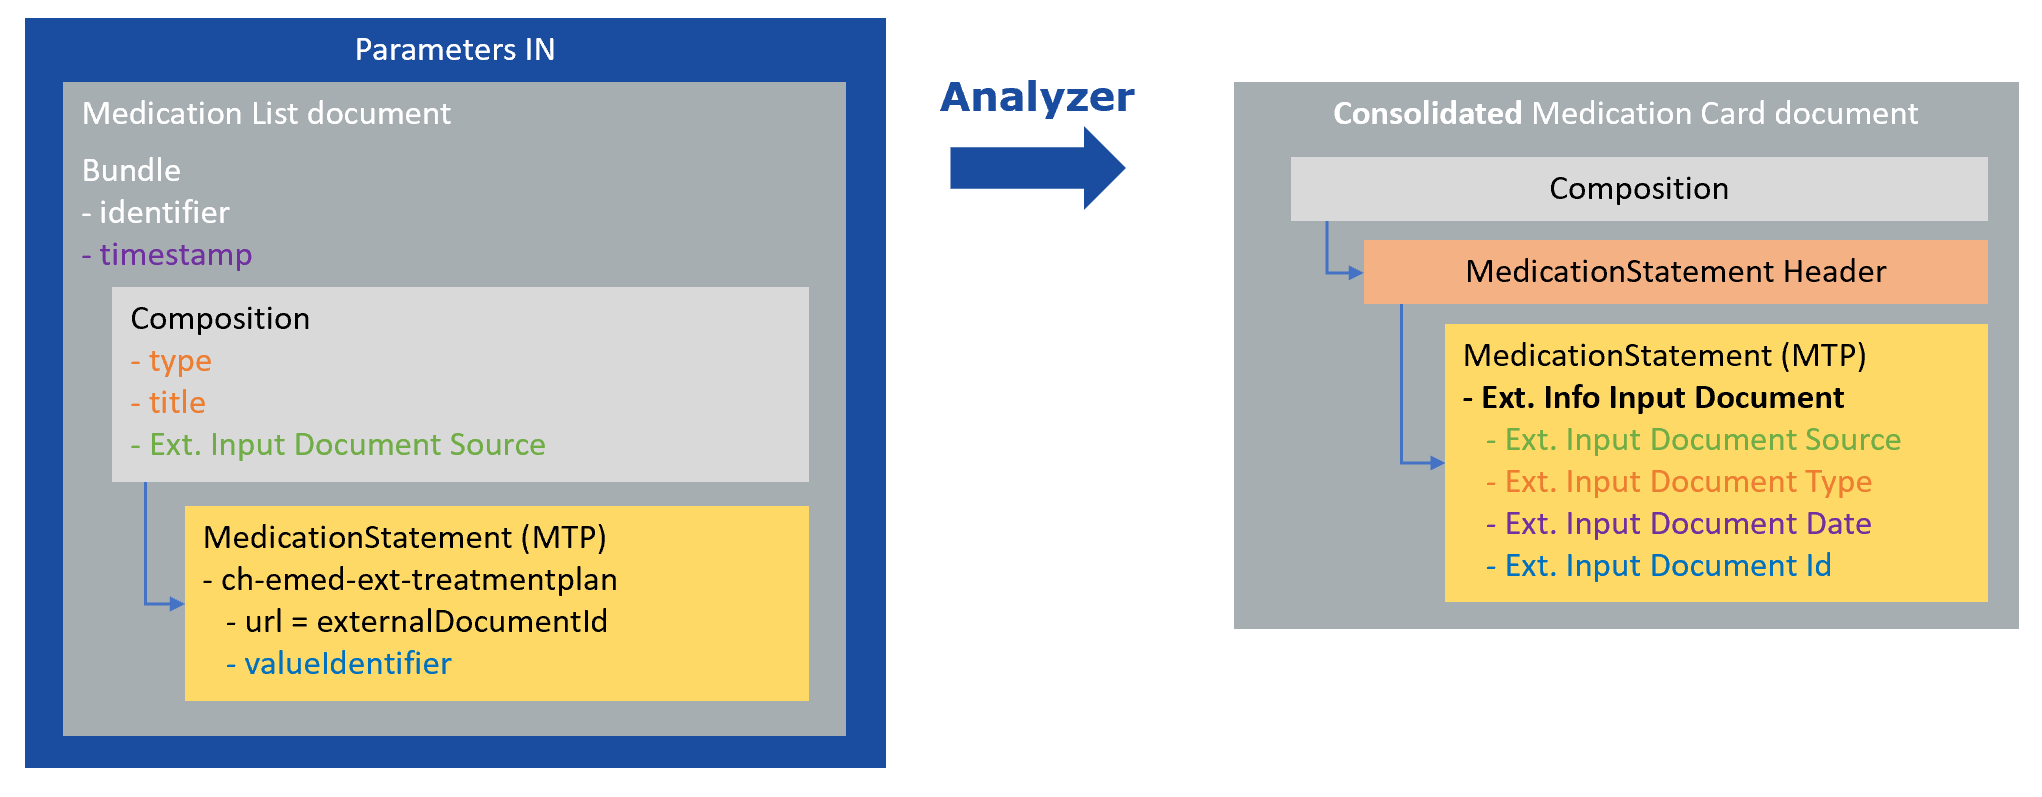 Parameters IN
Medication List document
Bundle
- identifier
- timestamp
Composition
- type
- title
- Ext. Input Document Source
MedicationStatement (MTP)
- ch-emed-ext-treatmentplan
- url = externalDocumentId
- valueIdentifier
Analyzer
Consolidated Medication Card document
Composition
MedicationStatement Header
MedicationStatement (MTP)
- Ext. Info Input Document
- Ext. Input Document Source
- Ext. Input Document Type
- Ext. Input Document Date
- Ext. Input Document Id